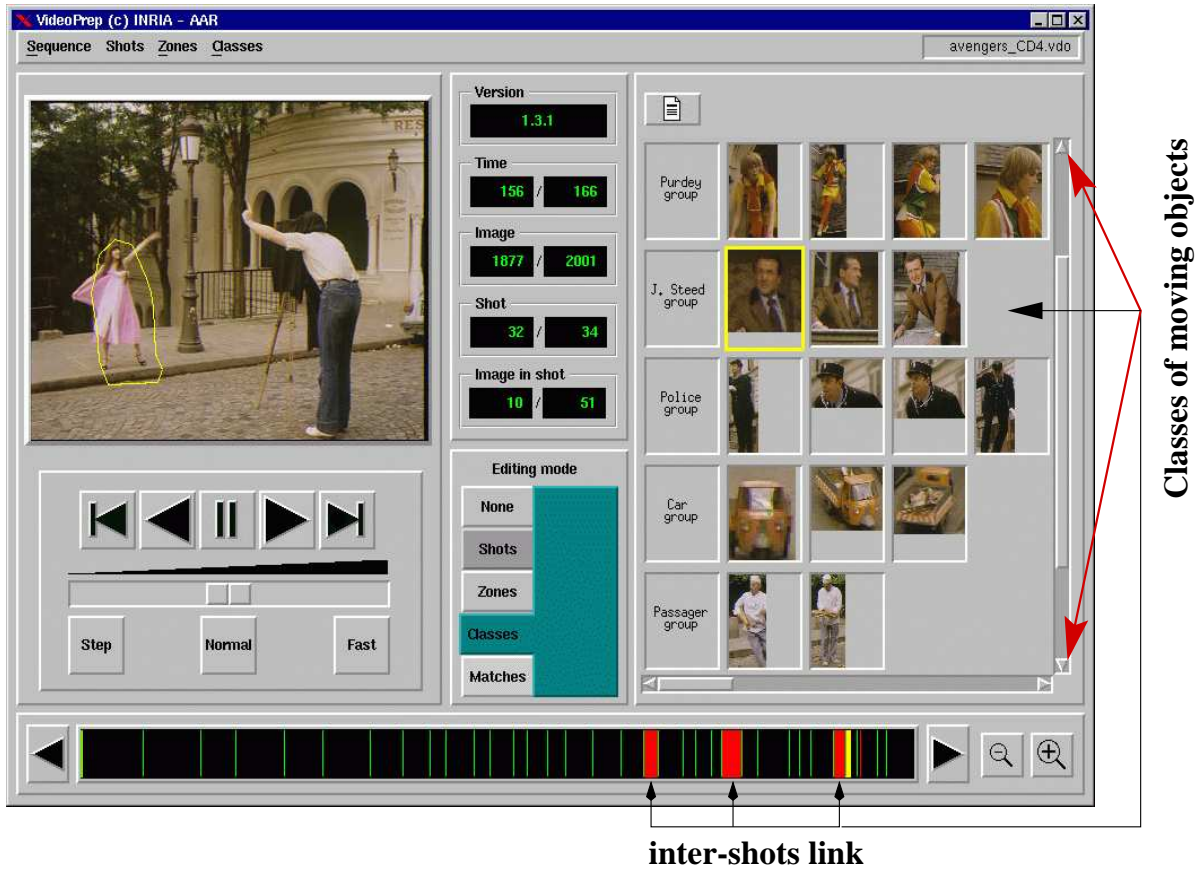 VideoPrep (c) INRIA - AAR
Sequence Shots Zones Classes
avengers_CD4.vdo
RES
Version
1.3.1
Time
156 / 166
Image
1877 / 2001
Shot
32 / 34
Image in shot
10 / 51
Editing mode
None
Shots
Zones
Classes
Matches
Step
Normal
Fast
Purdey
group
J. Steed
group
Police
group
Car
group
Passager
group
Classes of moving objects
inter-shots link